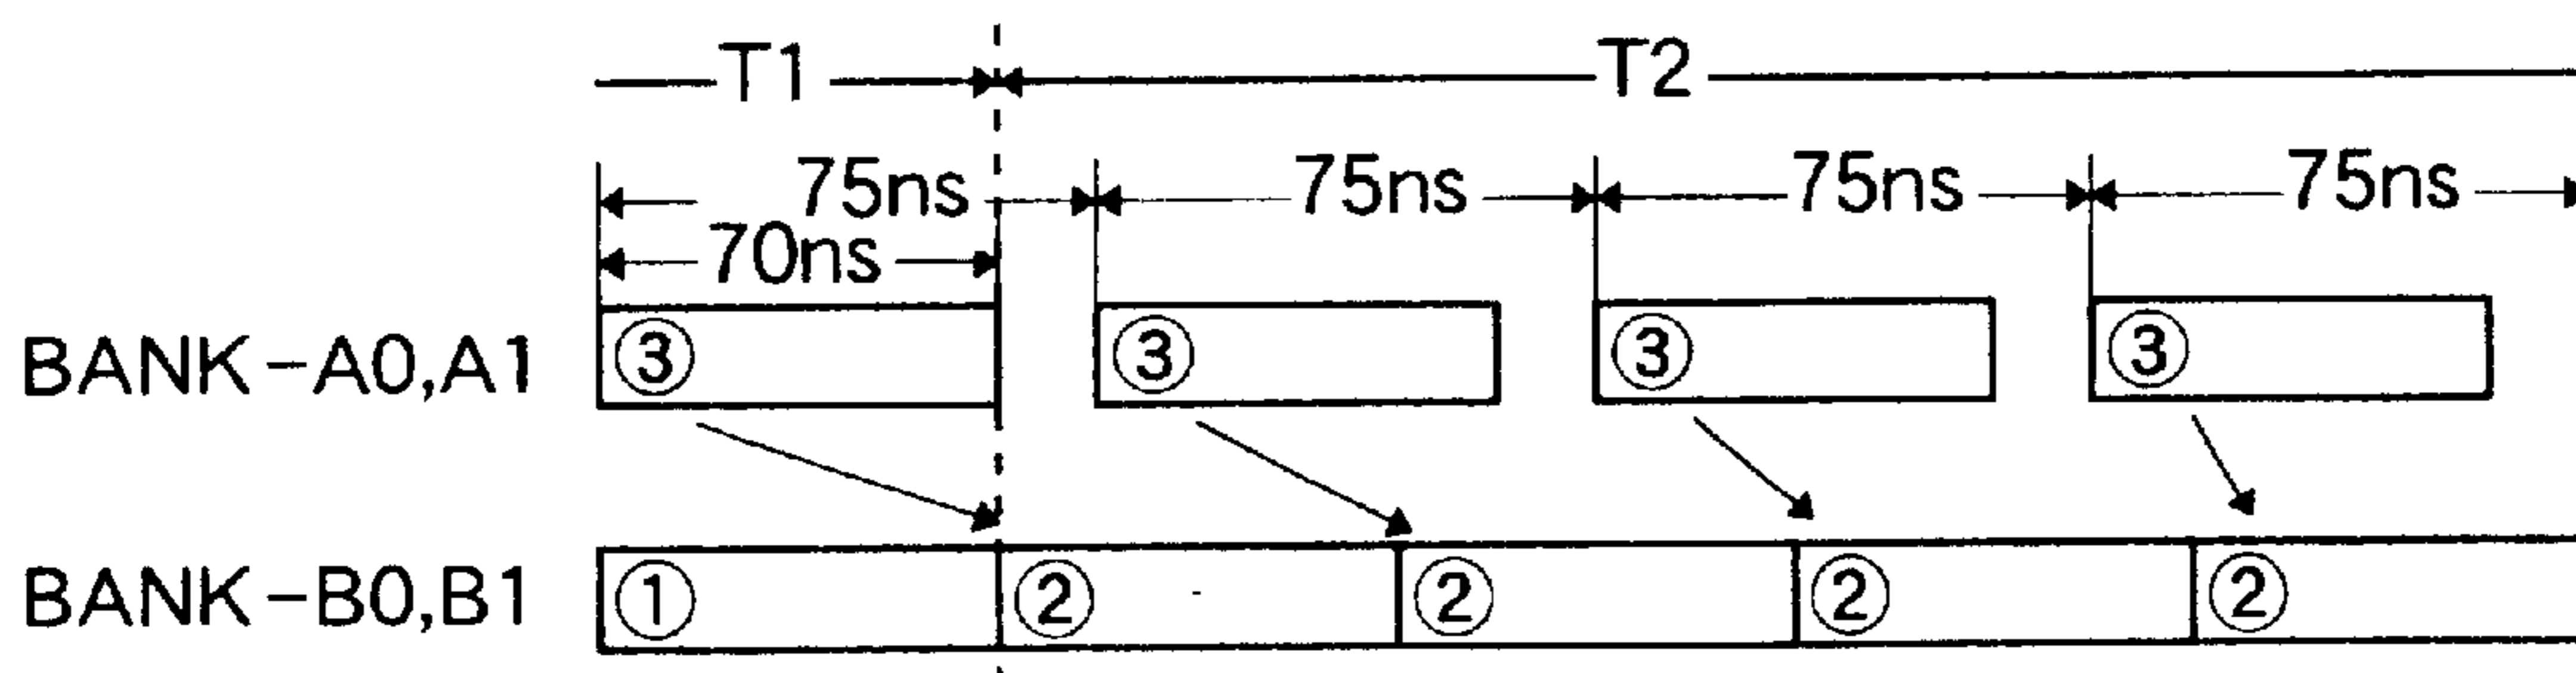 T1 T2
75ns 75ns 75ns 75ns
70ns
BANK-A0,A1 ③ ③ ③ ③
BANK-B0,B1 ① ② ② ② ②